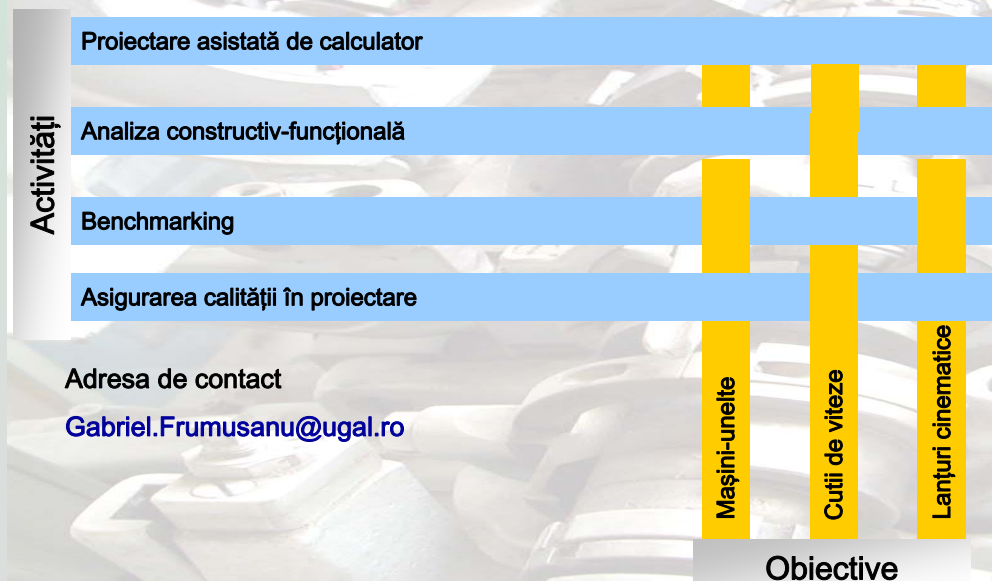 Activități
Proiectare asistată de calculator
Analiza constructiv-funcțională
Benchmarking
Asigurarea calității în proiectare
Adresa de contact
Gabriel.Frumusanu@ugal.ro
Mașini-unelte
Cutii de viteze
Lanțuri cinematice
Obiective